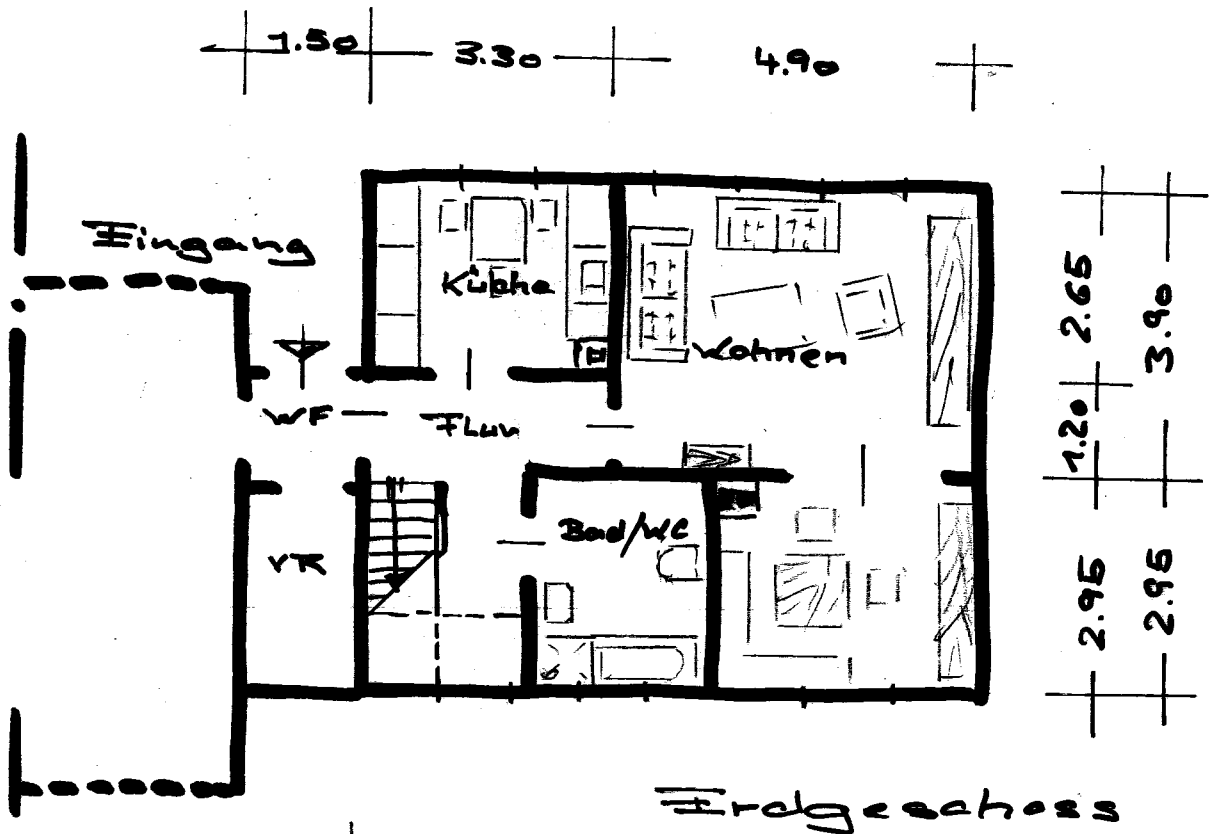 1.50
3.30
4.90
Eingang
Küche
Wohnen
2.65
3.90
WF
Flur
1.20
VR
Bad/WC
2.95
2.95
Erdgeschoss